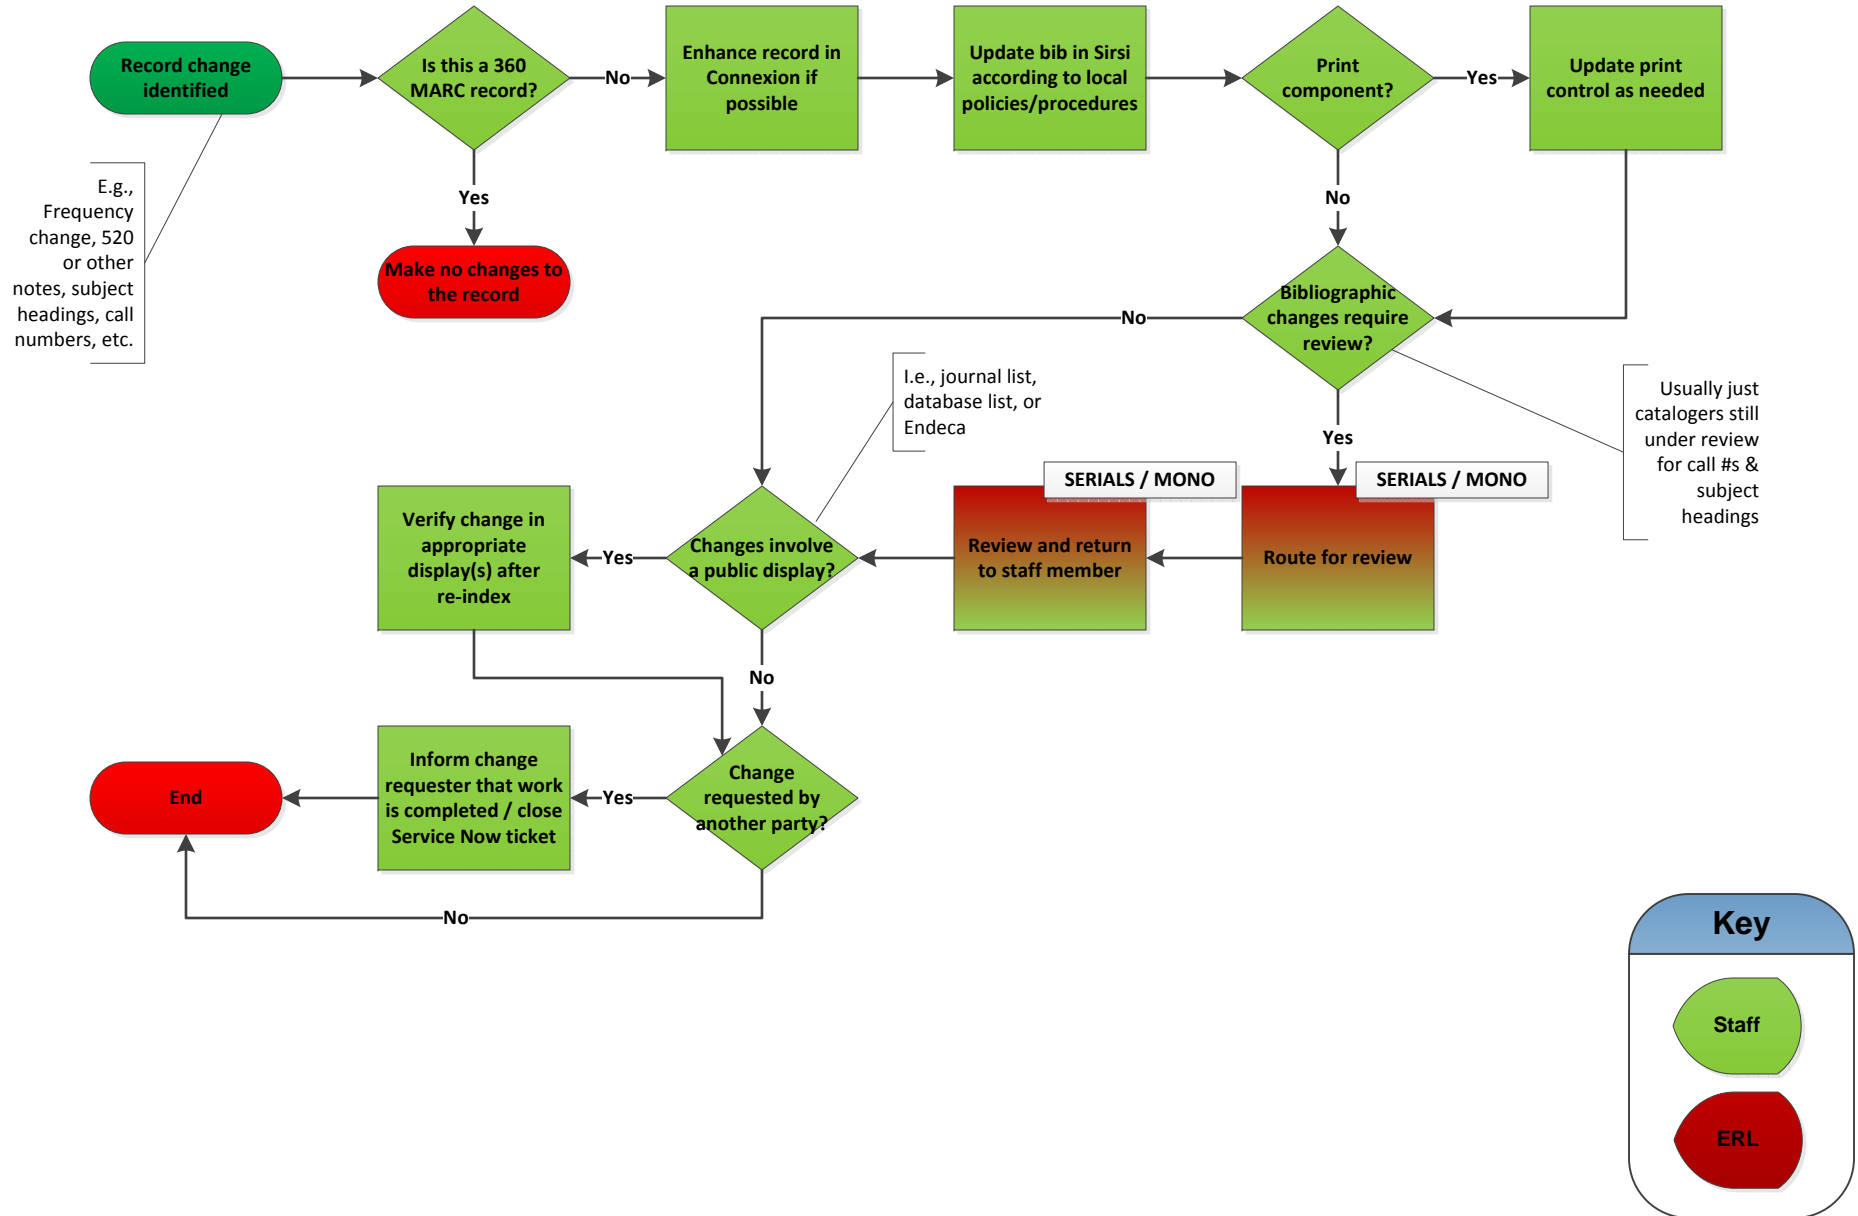 Record change
identified
Is this a 360
MARC record?
No
Enhance record in
Connexion if
possible
Update bib in Sirsi
according to local
policies/procedures
Print
component?
Yes
Update print
control as needed
E.g.,
Frequency
change, 520
or other
notes, subject
headings, call
numbers, etc.
Yes
Make no changes to
the record
No
Bibliographic
changes require
review?
No
I.e., journal list,
database list, or
Endeca
Usually just
catalogers still
under review
for call #s &
subject
headings
Yes
SERIALS / MONO
SERIALS / MONO
Verify change in
appropriate
display(s) after
re-index
Yes
Changes involve
a public display?
Review and return
to staff member
Route for review
No
End
Inform change
requester that work
is completed / close
Service Now ticket
Yes
Change
requested by
another party?
No
Key
Staff
ERL